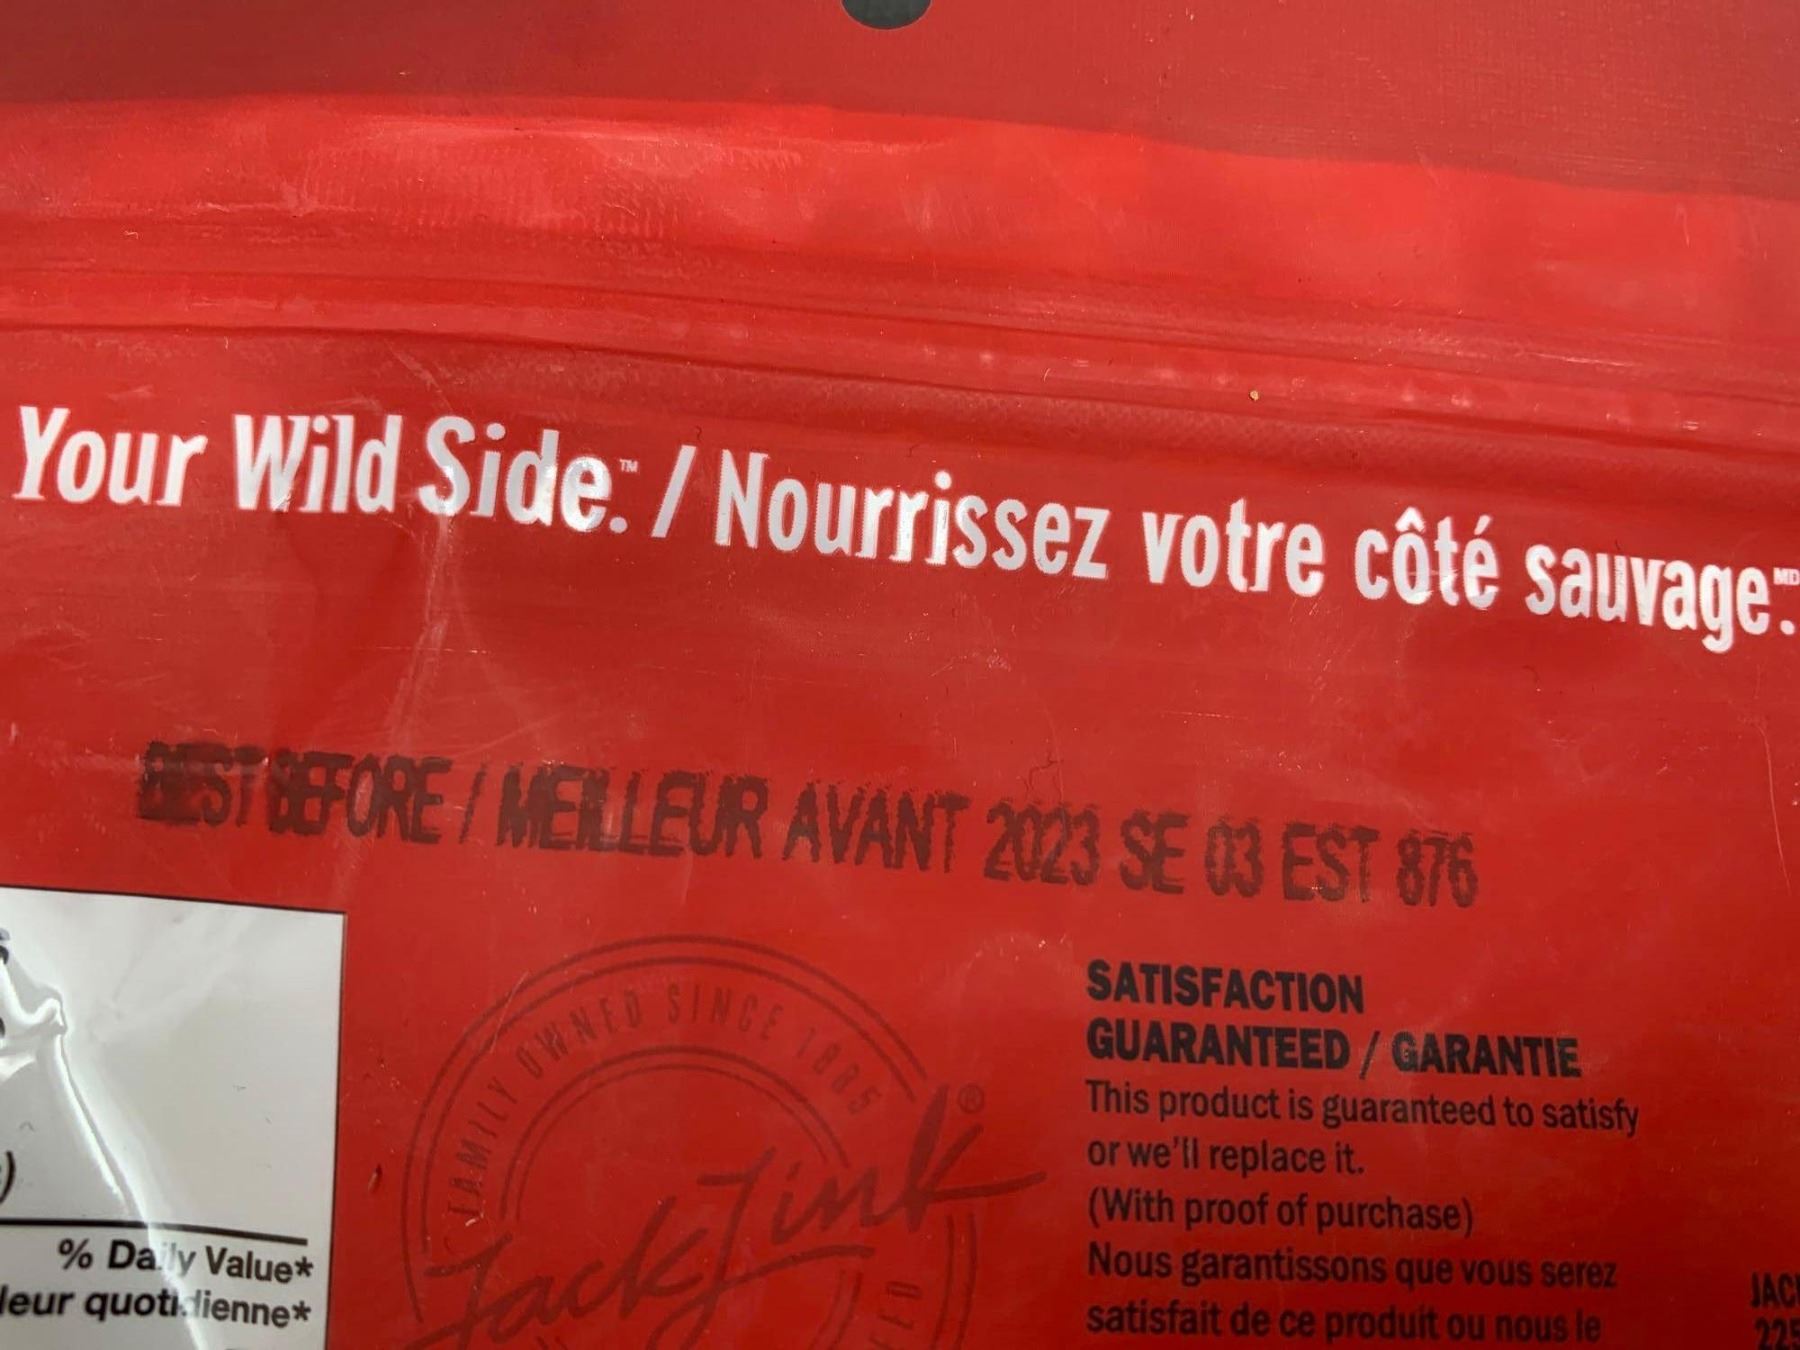 Your Wild Side.™ / Nourrissez votre côté sauvage.MD
BEST BEFORE / MEILLEUR AVANT 2023 SE 03 EST 876
FAMILY OWNED SINCE 1885
Jack Link
®
SATISFACTION
GUARANTEED / GARANTIE
This product is guaranteed to satisfy
or we'll replace it.
(With proof of purchase)
Nous garantissons que vous serez
satisfait de ce produit ou nous le
% Daily Value*
leur quotidienne*
JAC
225